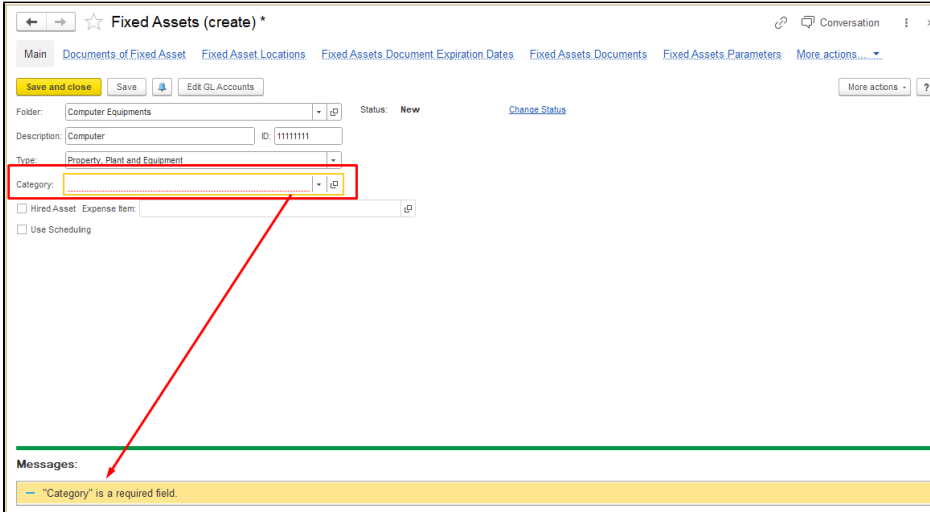 Fixed Assets (create) *
Conversation
Main Documents of Fixed Asset Fixed Asset Locations Fixed Assets Document Expiration Dates Fixed Assets Documents Fixed Assets Parameters More actions...
Save and close Save Edit GL Accounts More actions - ?
Folder: Computer Equipments Status: New Change Status
Description: Computer ID: 11111111
Type: Property, Plant and Equipment
Category:
Hired Asset Expense Item:
Use Scheduling
Messages:
"Category" is a required field.